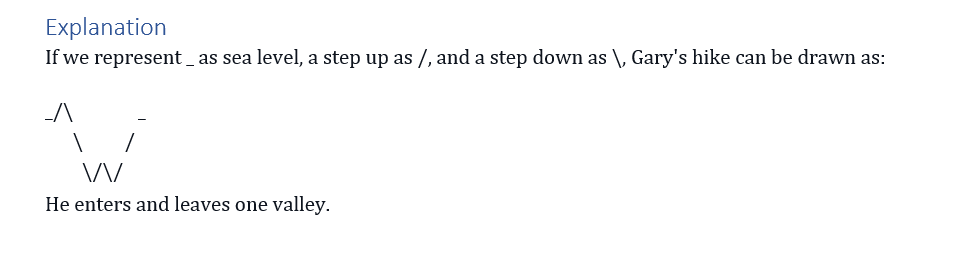 Explanation
If we represent _ as sea level, a step up as /, and a step down as \, Gary's hike can be drawn as:
_/\        _
   \    /
    \/\/
He enters and leaves one valley.